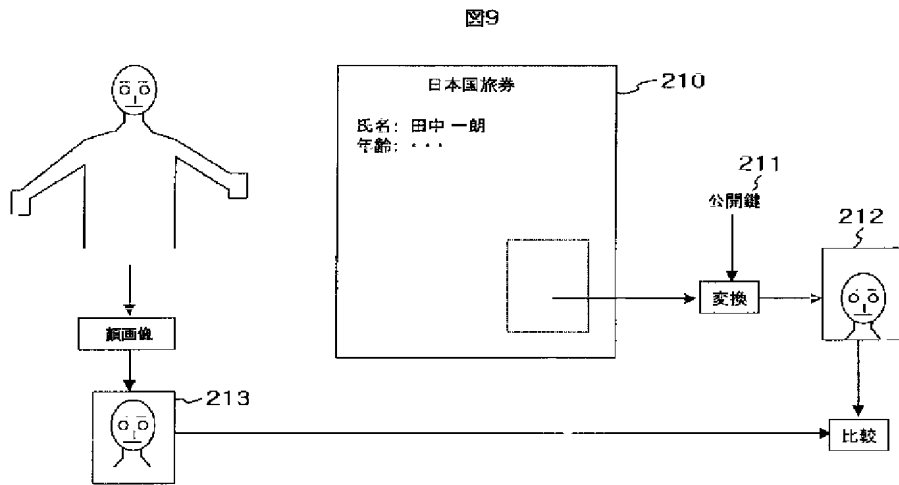 図9
日本国旅券
210
氏名: 田中 一朗
年齢: ・・・
211
公開鍵
212
変換
顔画像
213
比較